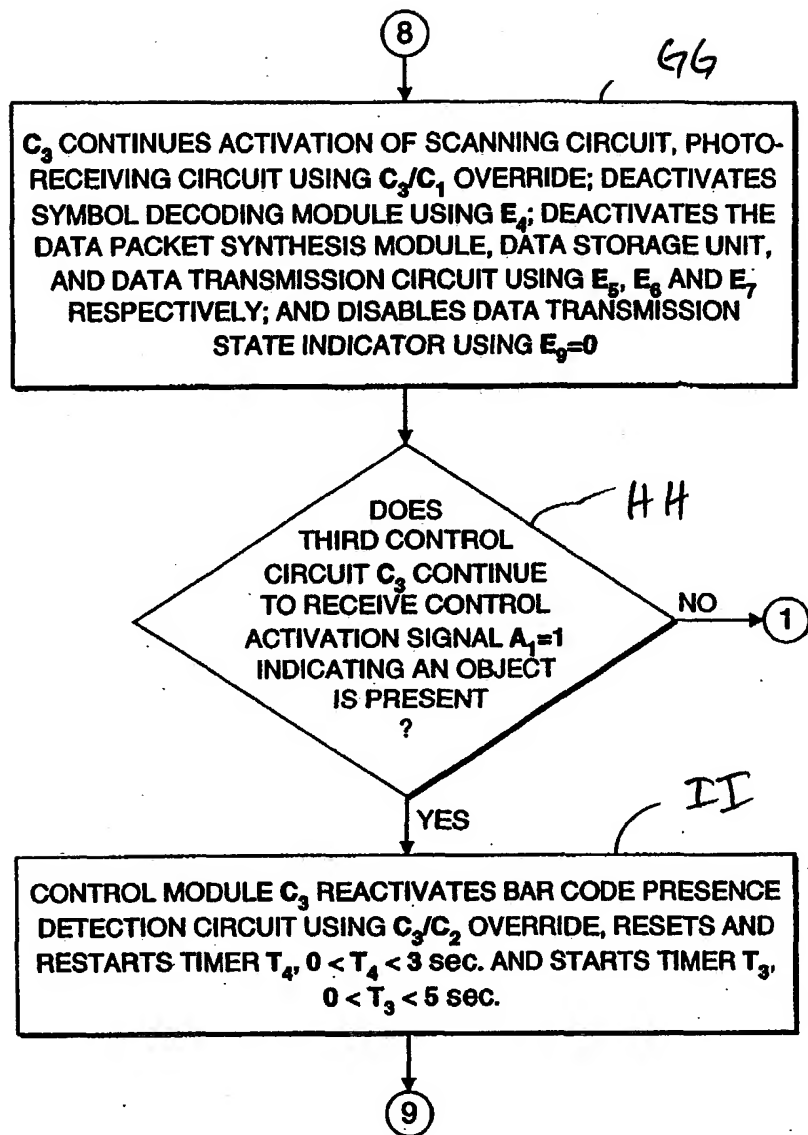 8
GG
C3 CONTINUES ACTIVATION OF SCANNING CIRCUIT, PHOTO-
RECEIVING CIRCUIT USING C3/C1 OVERRIDE; DEACTIVATES
SYMBOL DECODING MODULE USING E4; DEACTIVATES THE
DATA PACKET SYNTHESIS MODULE, DATA STORAGE UNIT,
AND DATA TRANSMISSION CIRCUIT USING E5, E6 AND E7
RESPECTIVELY; AND DISABLES DATA TRANSMISSION
STATE INDICATOR USING E9=0
HH
DOES
THIRD CONTROL
CIRCUIT C3 CONTINUE
TO RECEIVE CONTROL
ACTIVATION SIGNAL A1=1
INDICATING AN OBJECT
IS PRESENT
?
NO
1
YES
II
CONTROL MODULE C3 REACTIVATES BAR CODE PRESENCE
DETECTION CIRCUIT USING C3/C2 OVERRIDE, RESETS AND
RESTARTS TIMER T4, 0 < T4 < 3 sec. AND STARTS TIMER T3,
0 < T3 < 5 sec.
9